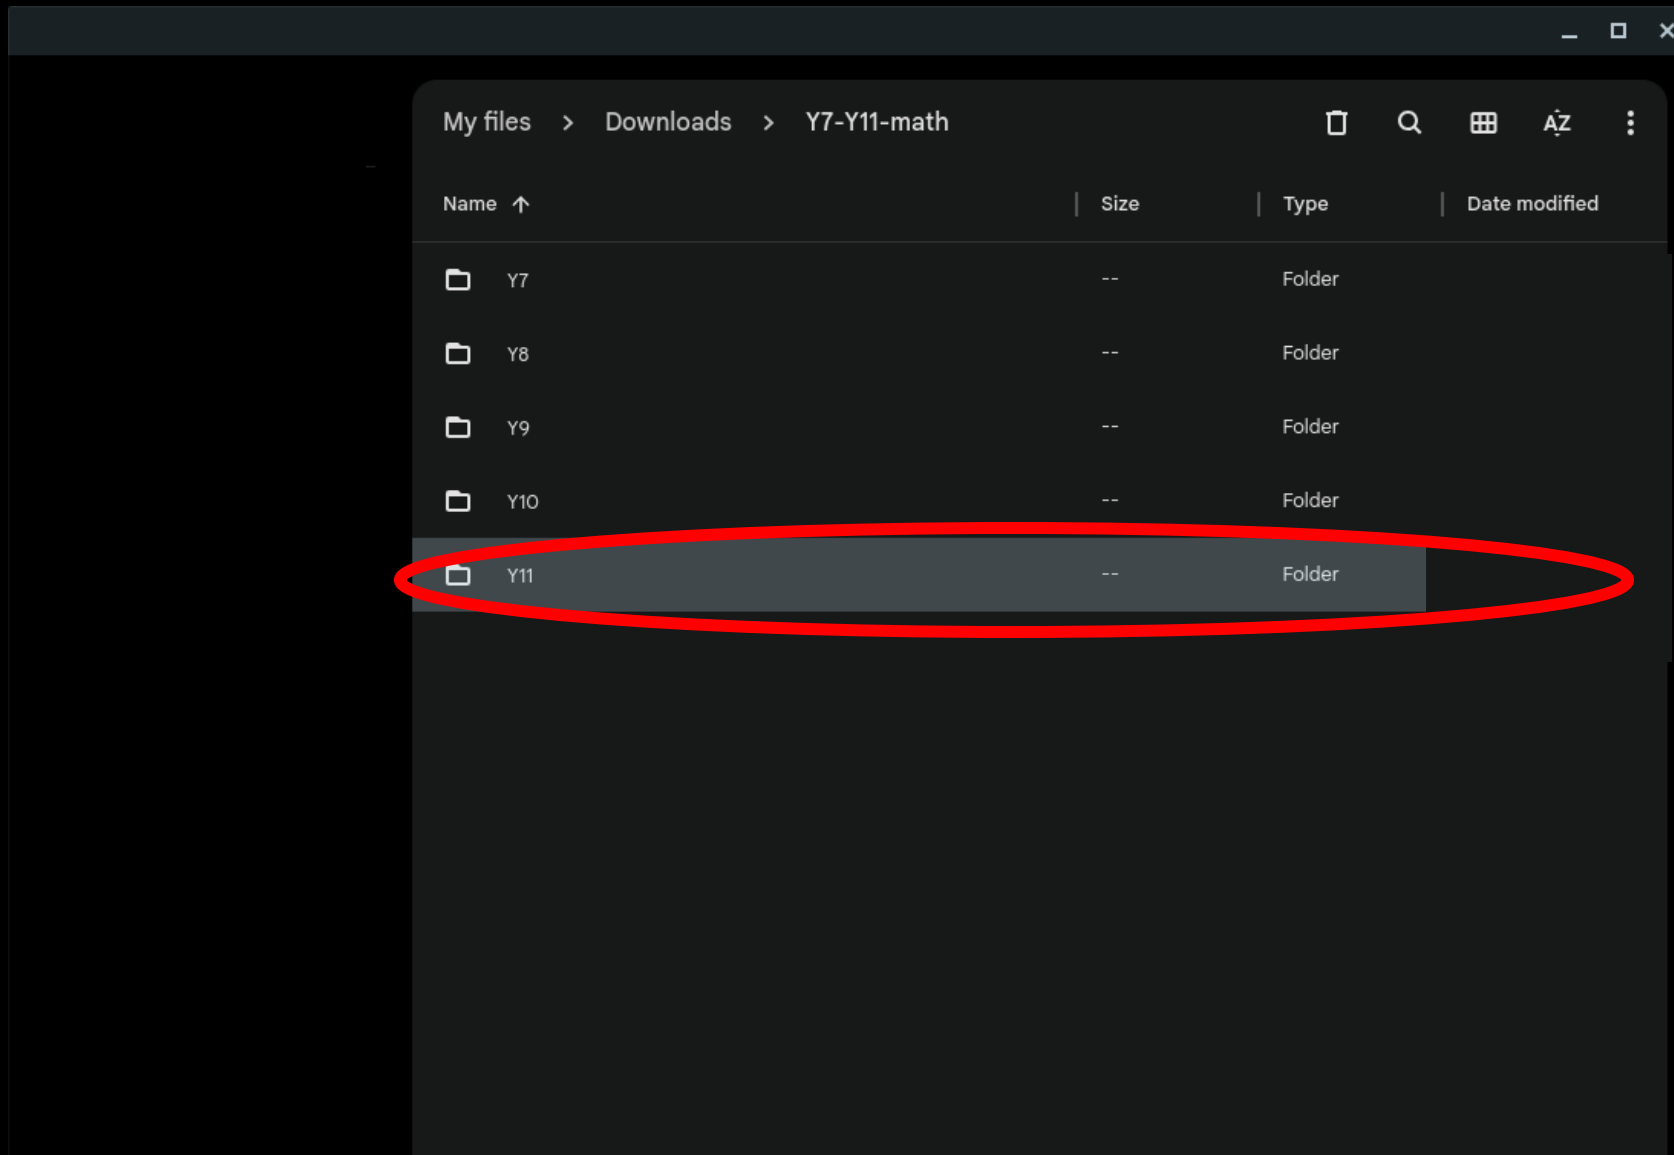 My files > Downloads > Y7-Y11-math AZ
Name ↑ | Size | Type | Date modified
Y7 -- Folder
Y8 -- Folder
Y9 -- Folder
Y10 -- Folder
Y11 -- Folder